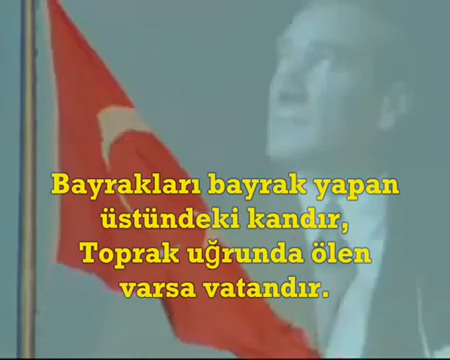 Bayrakları bayrak yapan
üstündeki kandır,
Toprak uğrunda ölen
varsa vatandır.